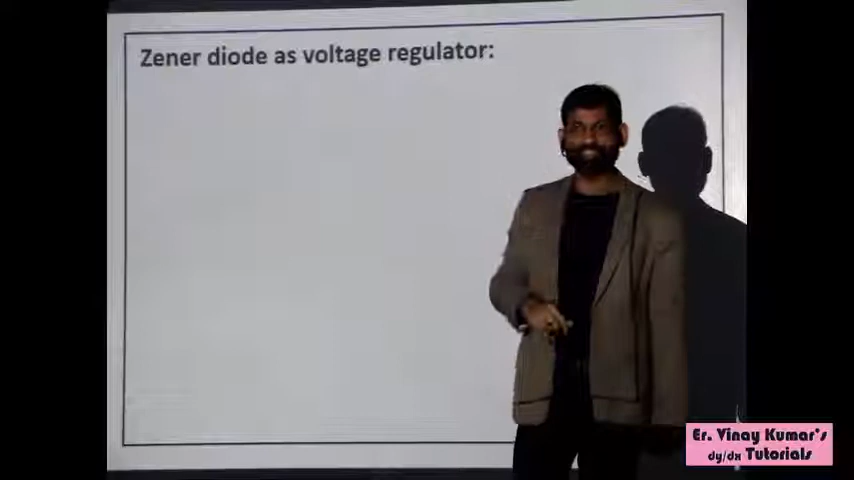 Zener diode as voltage regulator:
Er. Vinay Kumar's
dy/dx Tutorials